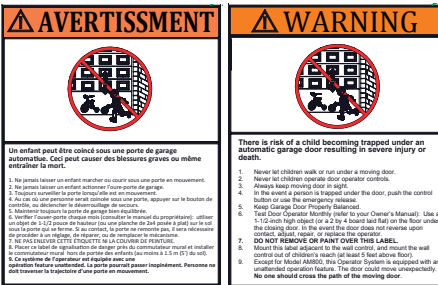 AVERTISSMENT
Un enfant peut être coincé sous une porte de garage
automatiue. Ceci peut causer des blessures graves ou même
entraîner la mort.
1. Ne jamais laisser un enfant marcher ou courir sous une porte en mouvement.
2. Ne jamais laisser un enfant actionner l'oure-porte de garage.
3. Toujours surveiller la porte lorsqu'elle est en mouvement.
4. Au cas où une personne serait coincée sous une porte, appuyer sur le bouton de
contrôle, ou déclencher le déverrouillage de secours.
5. Maintenir toujours la porte de garage bien équilibrée.
6. Verifier l'ouvre-porte chaque mois (consulter le manuel du propriétaire): utiliser
un objet de 1-1/2 pouce de hauteur (ou une planche de 2x4 posée à plat) sur le sol
sous la porte qui se ferme. Si au contact, la porte ne remonte pas, il sera nécessaire
de procéder à un réglage, de réparer, ou de remplacer le mécanisme.
7. NE PAS ENLEVER CETTE ÉTIQUETTE NI LA COUVRIR DE PEINTURE.
8. Placer ce label de signalisation de danger près du commutateur mural et installer
le commutateur mural hors de portée des enfants (au moins à 1.5 m (5') du sol).
9. Ce système de l'operateur est équipée avec une
opération feature unattended. La porte pourrait passer inopinément. Personne ne
doit traverser la trajectoire d'une porte en mouvement.
WARNING
There is risk of a child becoming trapped under an
automatic garage door resulting in severe injury or
death.
1. Never let children walk or run under a moving door.
2. Never let children operate door operator controls.
3. Always keep moving door in sight.
4. In the event a person is trapped under the door, push the control
button or use the emergency release.
5. Keep Garage Door Properly Balanced.
6. Test Door Operator Monthly (refer to your Owner's Manual): Use a
1-1/2-inch high object (or a 2 by 4 board laid flat) on the floor under
the closing door. In the event the door does not reverse upon
contact, adjust, repair, or replace the operator.
7. DO NOT REMOVE OR PAINT OVER THIS LABEL.
8. Mount this label adjacent to the wall control, and mount the wall
control out of children's reach (at least 5 feet above floor).
9. Except for Model AM800, this Operator System is equipped with an
unattended operation feature. The door could move unexpectedly.
No one should cross the path of the moving door.